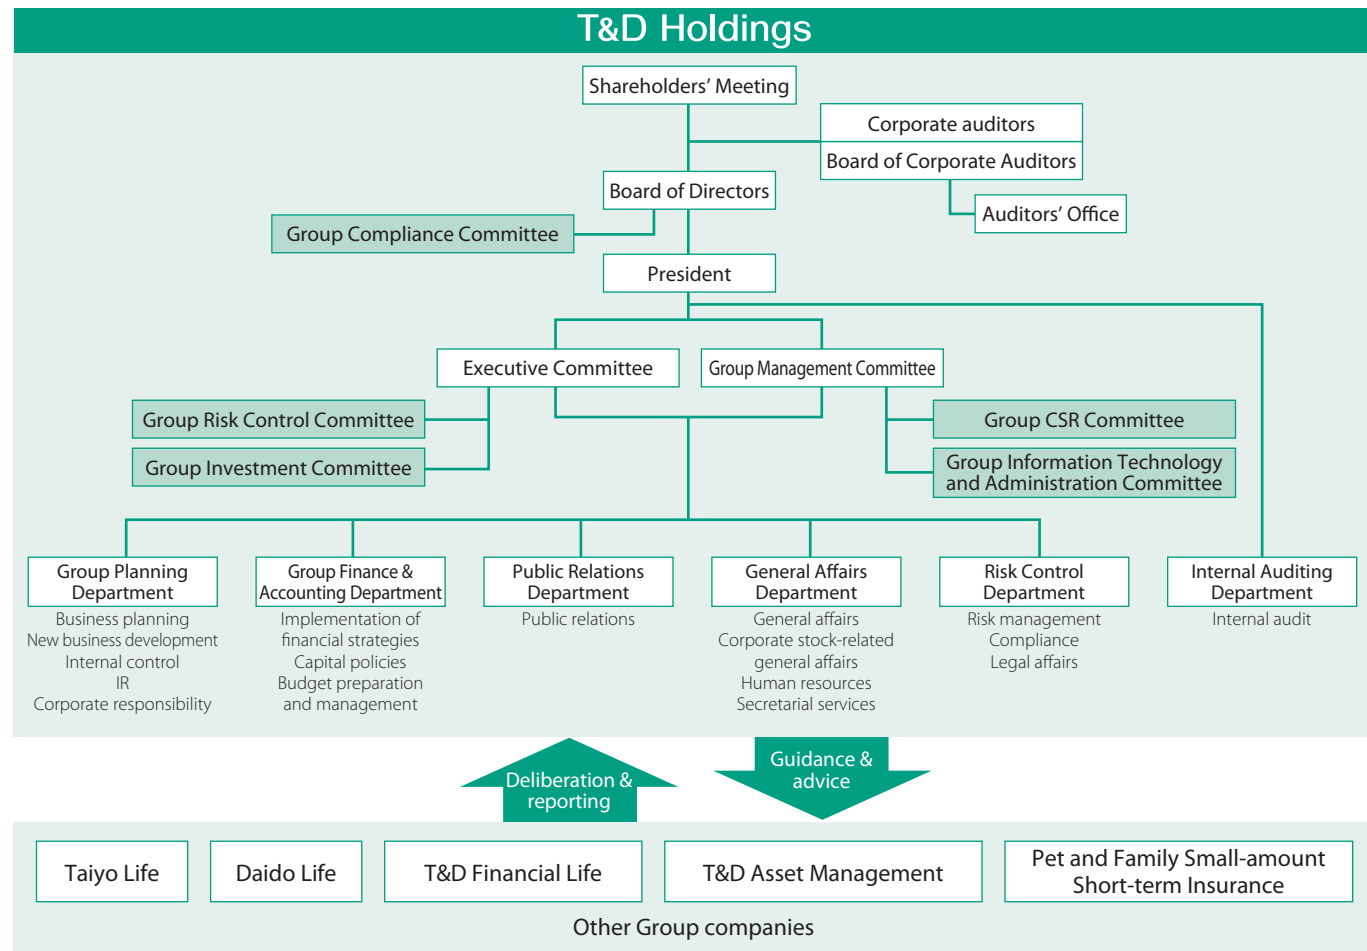 T&D Holdings
Shareholders’ Meeting
Corporate auditors
Board of Corporate Auditors
Board of Directors
Auditors’ Office
Group Compliance Committee
President
Executive Committee
Group Management Committee
Group Risk Control Committee
Group CSR Committee
Group Investment Committee
Group Information Technology
and Administration Committee
Group Planning
Department
Business planning
New business development
Internal control
IR
Corporate responsibility
Group Finance &
Accounting Department
Implementation of
financial strategies
Capital policies
Budget preparation
and management
Public Relations
Department
Public relations
General Affairs
Department
General affairs
Corporate stock-related
general affairs
Human resources
Secretarial services
Risk Control
Department
Risk management
Compliance
Legal affairs
Internal Auditing
Department
Internal audit
Deliberation &
reporting
Guidance &
advice
Taiyo Life
Daido Life
T&D Financial Life
T&D Asset Management
Pet and Family Small-amount
Short-term Insurance
Other Group companies